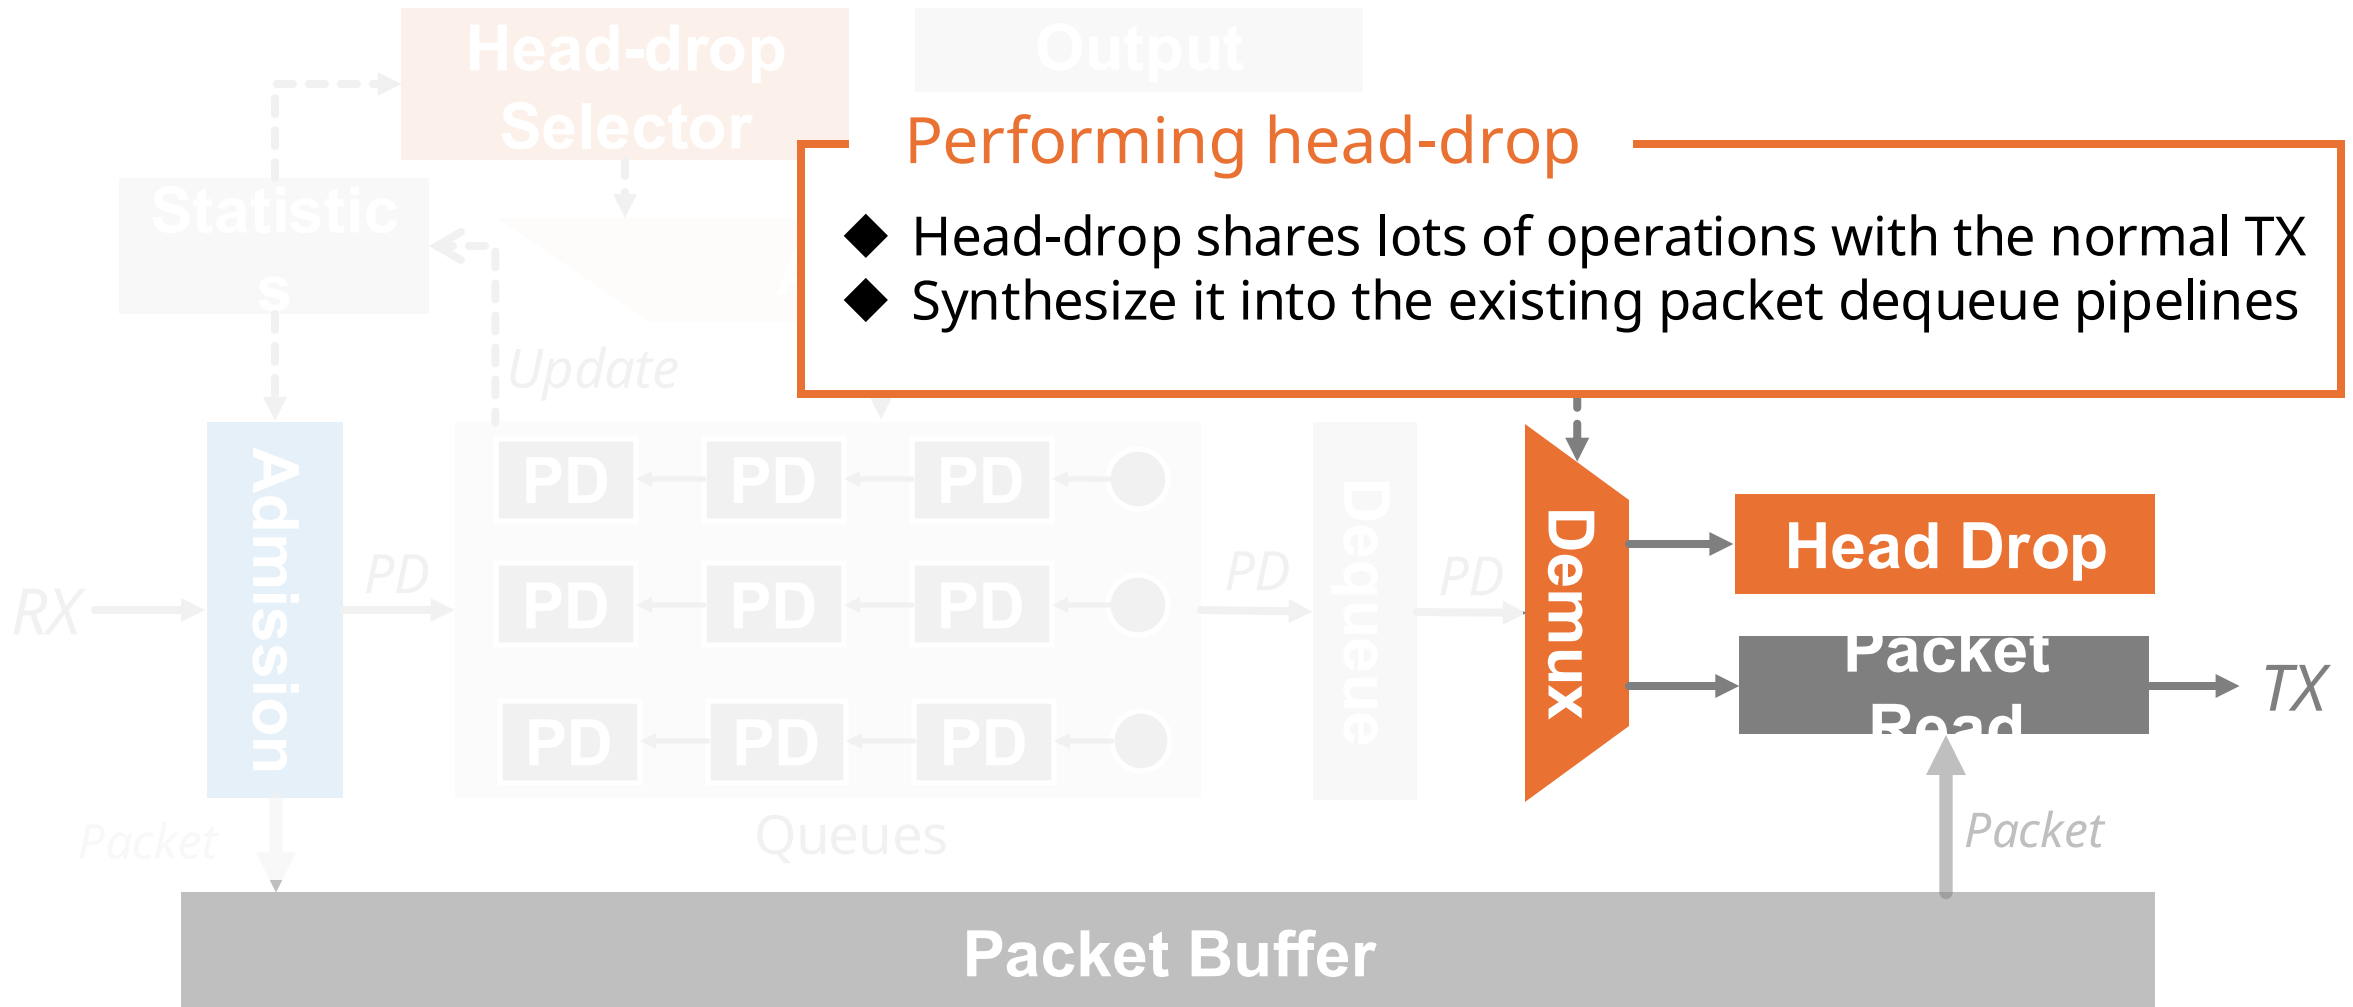 Head-drop
Selector
Output
Performing head-drop
Head-drop shares lots of operations with the normal TX
Synthesize it into the existing packet dequeue pipelines
Statistic
s
Update
Admission
PD PD PD
PD PD PD
PD PD PD
RX
PD
PD
Dequeue
PD
Demux
Head Drop
Packet
Read
TX
Packet
Queues
Packet
Packet Buffer